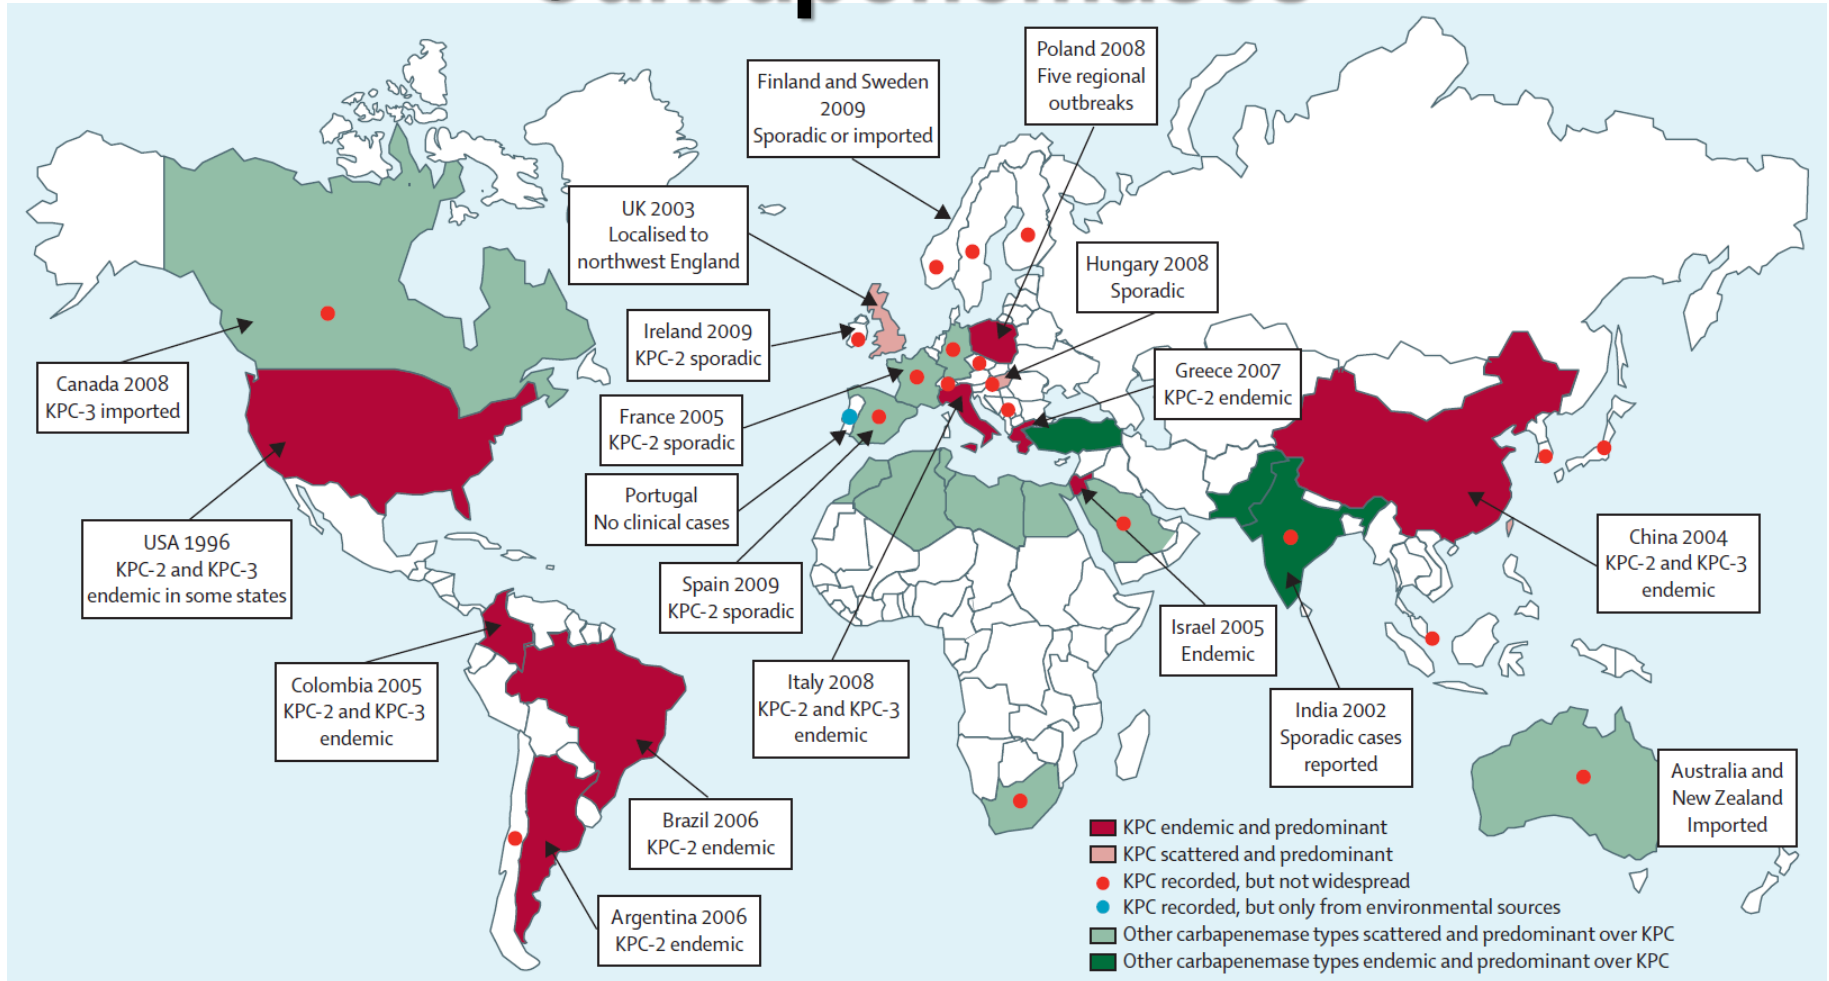 Finland and Sweden
2009
Sporadic or imported
Poland 2008
Five regional
outbreaks
UK 2003
Localised to
northwest England
Hungary 2008
Sporadic
Ireland 2009
KPC-2 sporadic
Canada 2008
KPC-3 imported
Greece 2007
KPC-2 endemic
France 2005
KPC-2 sporadic
Portugal
No clinical cases
USA 1996
KPC-2 and KPC-3
endemic in some states
Spain 2009
KPC-2 sporadic
China 2004
KPC-2 and KPC-3
endemic
Israel 2005
Endemic
Colombia 2005
KPC-2 and KPC-3
endemic
Italy 2008
KPC-2 and KPC-3
endemic
India 2002
Sporadic cases
reported
Australia and
New Zealand
Imported
Brazil 2006
KPC-2 endemic
Argentina 2006
KPC-2 endemic
KPC endemic and predominant
KPC scattered and predominant
KPC recorded, but not widespread
KPC recorded, but only from environmental sources
Other carbapenemase types scattered and predominant over KPC
Other carbapenemase types endemic and predominant over KPC